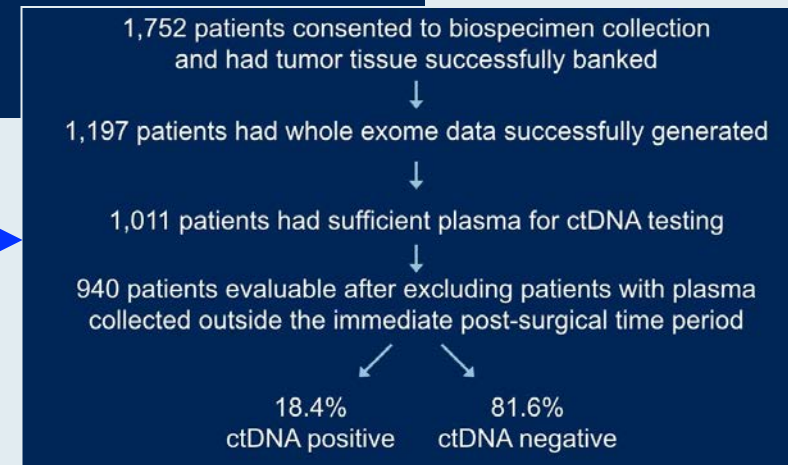 1,752 patients consented to biospecimen collection
and had tumor tissue successfully banked
1,197 patients had whole exome data successfully generated
1,011 patients had sufficient plasma for ctDNA testing
940 patients evaluable after excluding patients with plasma
collected outside the immediate post-surgical time period
18.4% 81.6%
ctDNA positive ctDNA negative